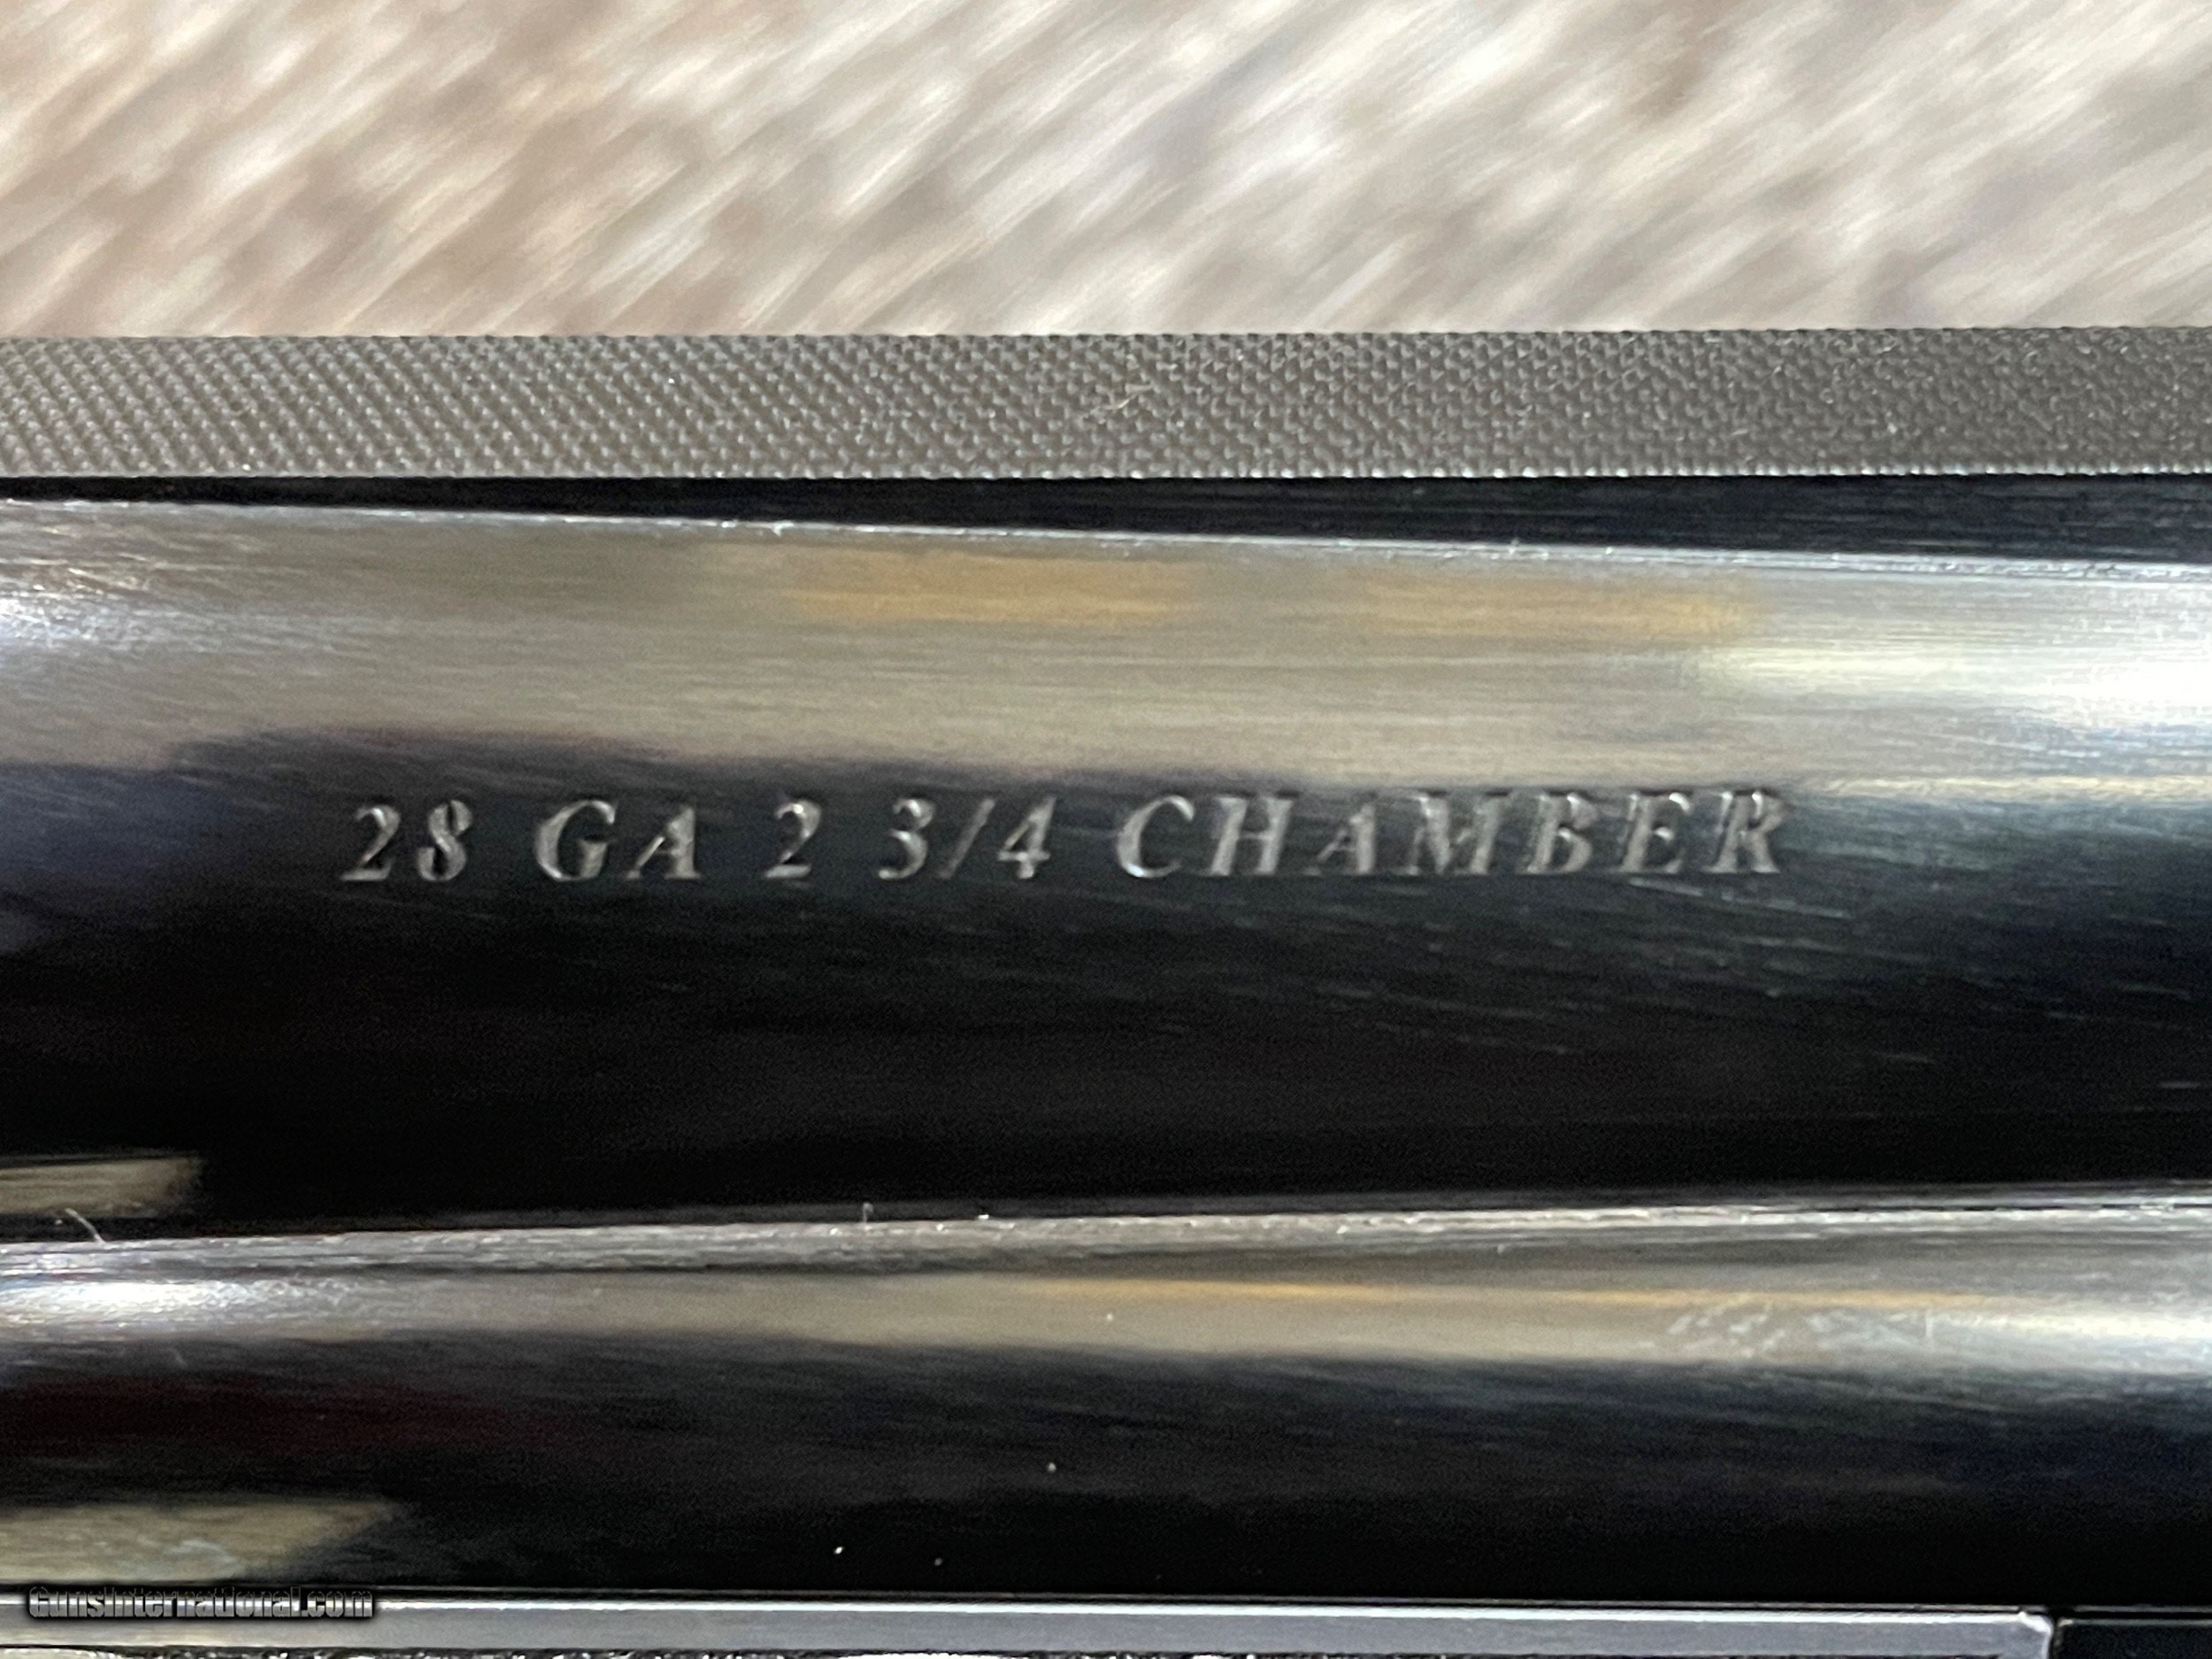 28 GA 2 3/4 CHAMBER
GunsInternational.com